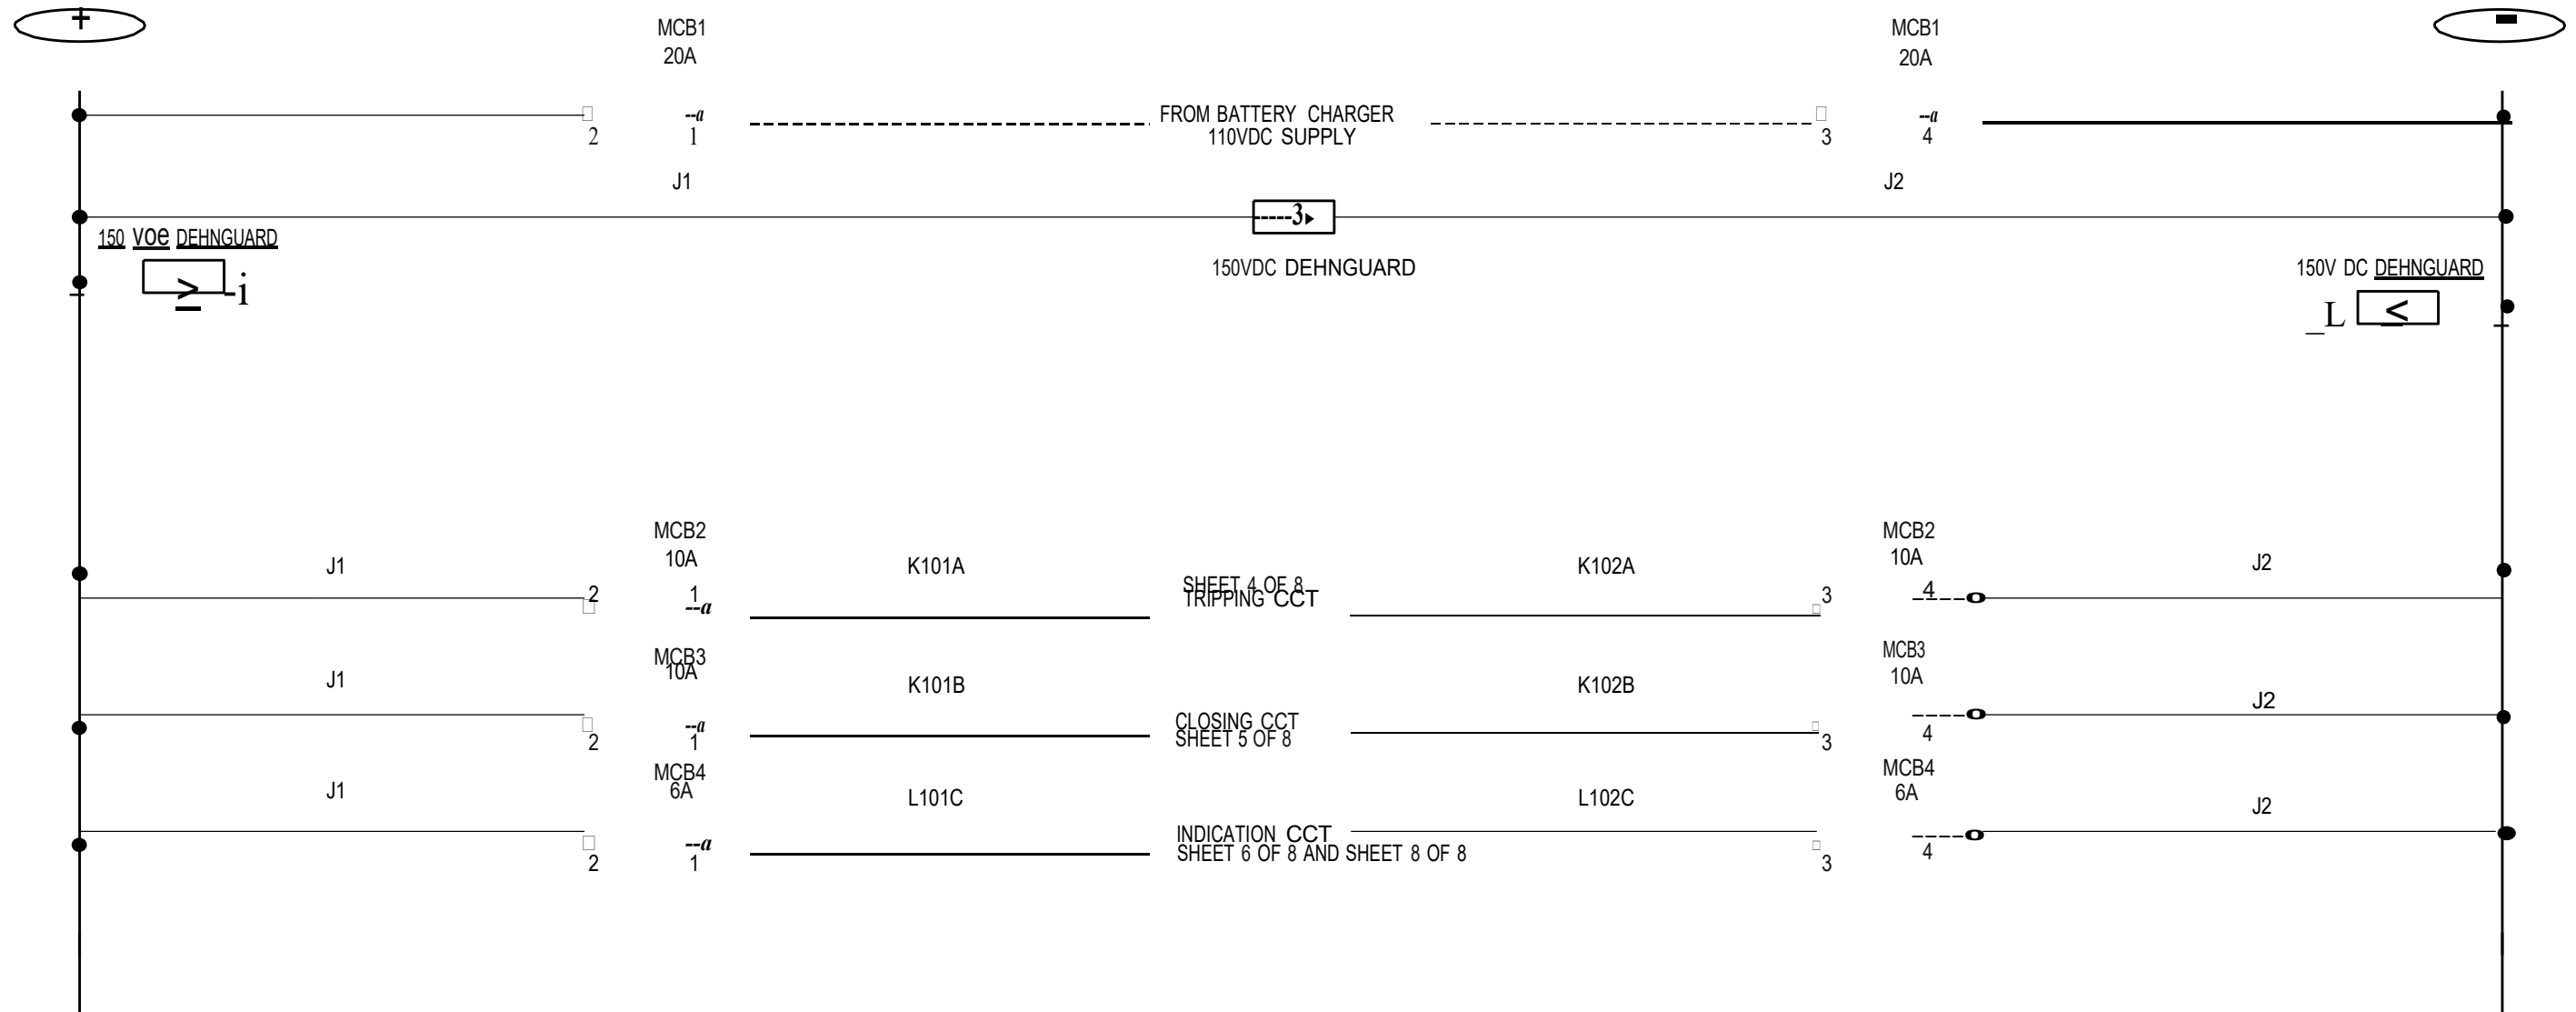 +
MCB1
20A
MCB1
20A
--a
FROM BATTERY CHARGER
--a
2
1
110VDC SUPPLY
3
4
J1
J2
-----3
150 voe DEHNGUARD
150VDC DEHNGUARD
150V DC DEHNGUARD
> -i
_L <
MCB2
10A
MCB2
10A
J1
K101A
K102A
J2
SHEET 4 OF 8
TRIPPING CCT
2
1
3
4
--a
MCB3
10A
MCB3
10A
J1
K101B
K102B
J2
CLOSING CCT
SHEET 5 OF 8
--a
2
1
3
4
MCB4
6A
MCB4
6A
J1
L101C
L102C
J2
INDICATION CCT
SHEET 6 OF 8 AND SHEET 8 OF 8
--a
2
1
3
4